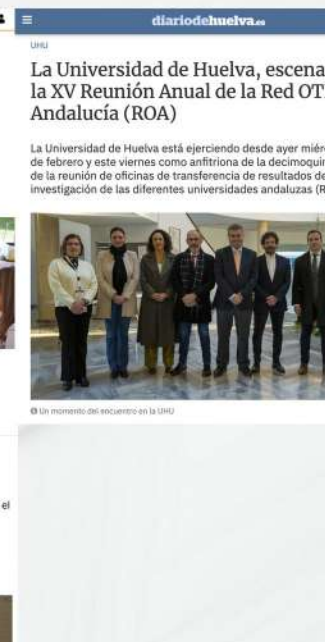 diariodehuelva.es
UHU
La Universidad de Huelva, escena
la XV Reunión Anual de la Red OT
Andalucía (ROA)
La Universidad de Huelva está ejerciendo desde ayer miér
de febrero y este viernes como anfitriona de la decimoquin
de la reunión de oficinas de transferencia de resultados de
investigación de las diferentes universidades andaluzas (R
Un momento del encuentro en la UHU
el